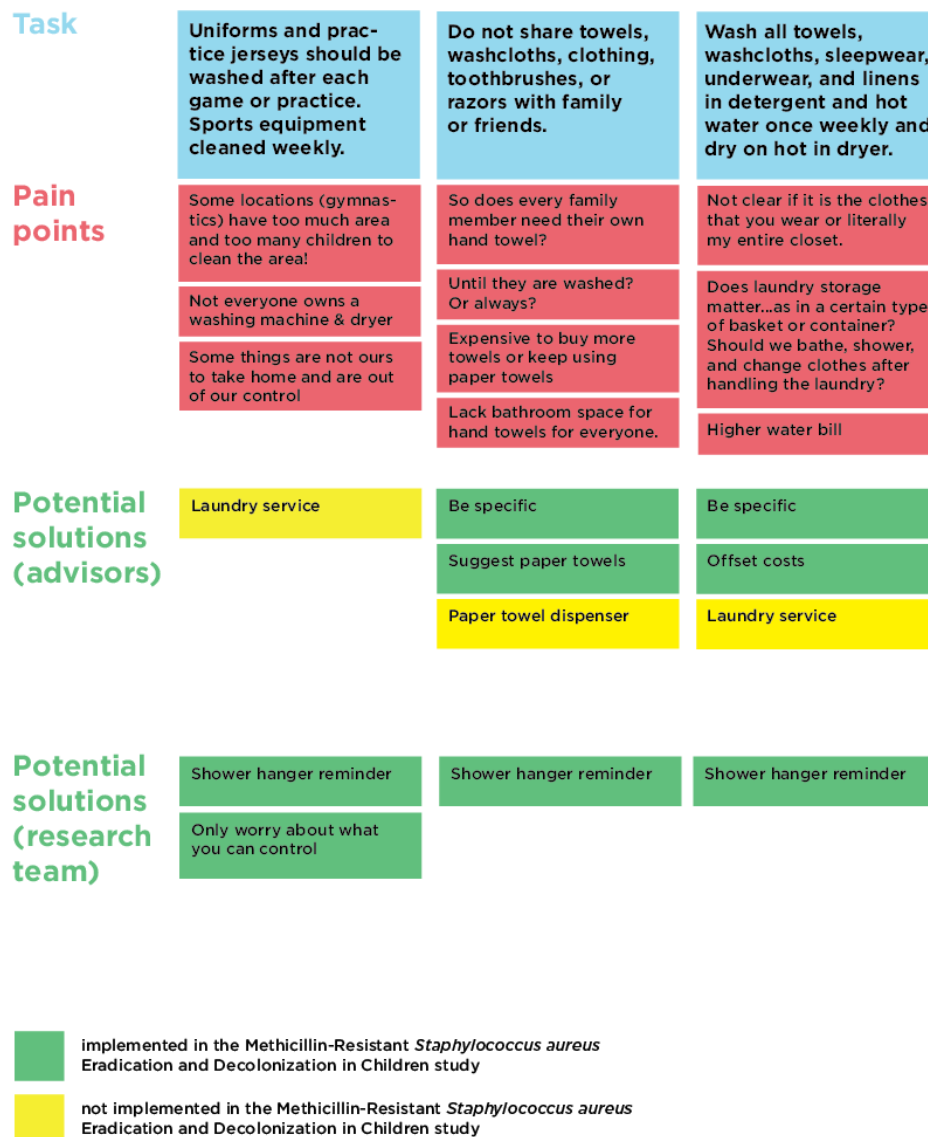 Task
Uniforms and prac-
tice jerseys should be
washed after each
game or practice.
Sports equipment
cleaned weekly.
Do not share towels,
washcloths, clothing,
toothbrushes, or
razors with family
or friends.
Wash all towels,
washcloths, sleepwear,
underwear, and linens
in detergent and hot
water once weekly and
dry on hot in dryer.
Pain
points
Some locations (gymnas-
tics) have too much area
and too many children to
clean the area!
Not everyone owns a
washing machine & dryer
Some things are not ours
to take home and are out
of our control
So does every family
member need their own
hand towel?
Until they are washed?
Or always?
Expensive to buy more
towels or keep using
paper towels
Lack bathroom space for
hand towels for everyone.
Not clear if it is the clothes
that you wear or literally
my entire closet.
Does laundry storage
matter...as in a certain type
of basket or container?
Should we bathe, shower,
and change clothes after
handling the laundry?
Higher water bill
Potential
solutions
(advisors)
Laundry service
Be specific
Suggest paper towels
Paper towel dispenser
Be specific
Offset costs
Laundry service
Potential
solutions
(research
team)
Shower hanger reminder
Only worry about what
you can control
Shower hanger reminder
Shower hanger reminder
implemented in the Methicillin-Resistant Staphylococcus aureus
Eradication and Decolonization in Children study
not implemented in the Methicillin-Resistant Staphylococcus aureus
Eradication and Decolonization in Children study